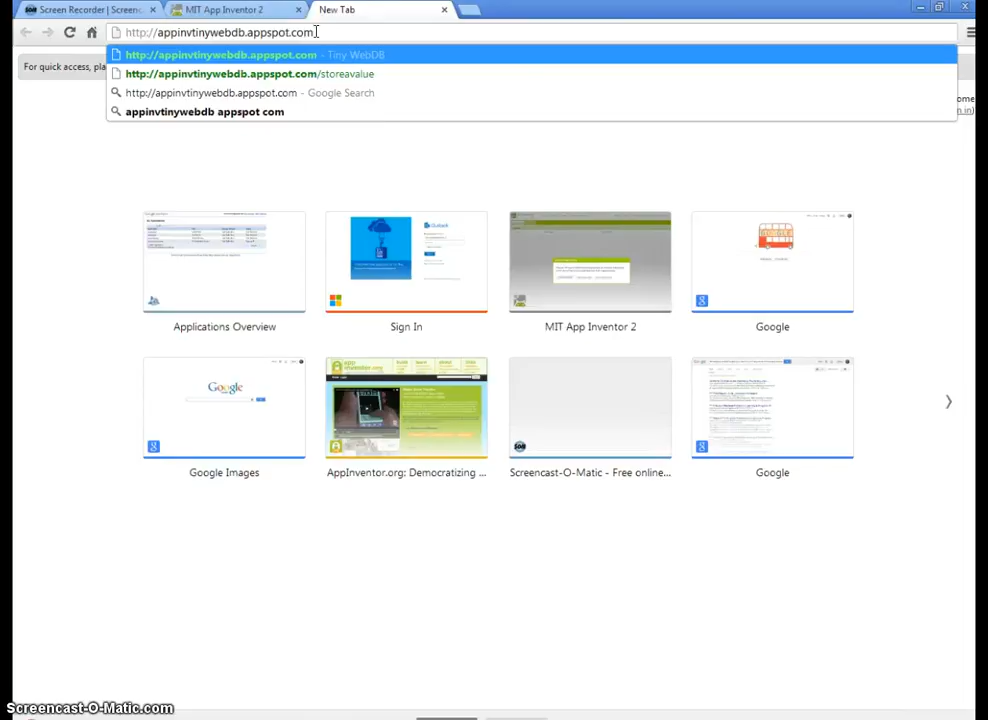 Screen Recorder | Screenc
MIT App Inventor 2
New Tab
http://appinvtinywebdb.appspot.com
http://appinvtinywebdb.appspot.com - Tiny WebDB
http://appinvtinywebdb.appspot.com/storeavalue
http://appinvtinywebdb.appspot.com - Google Search
appinvtinywebdb appspot com
For quick access, pla
ome
Applications Overview
Sign In
MIT App Inventor 2
Google
Google Images
AppInventor.org: Democratizing ...
Screencast-O-Matic - Free online...
Google
Screencast-O-Matic.com